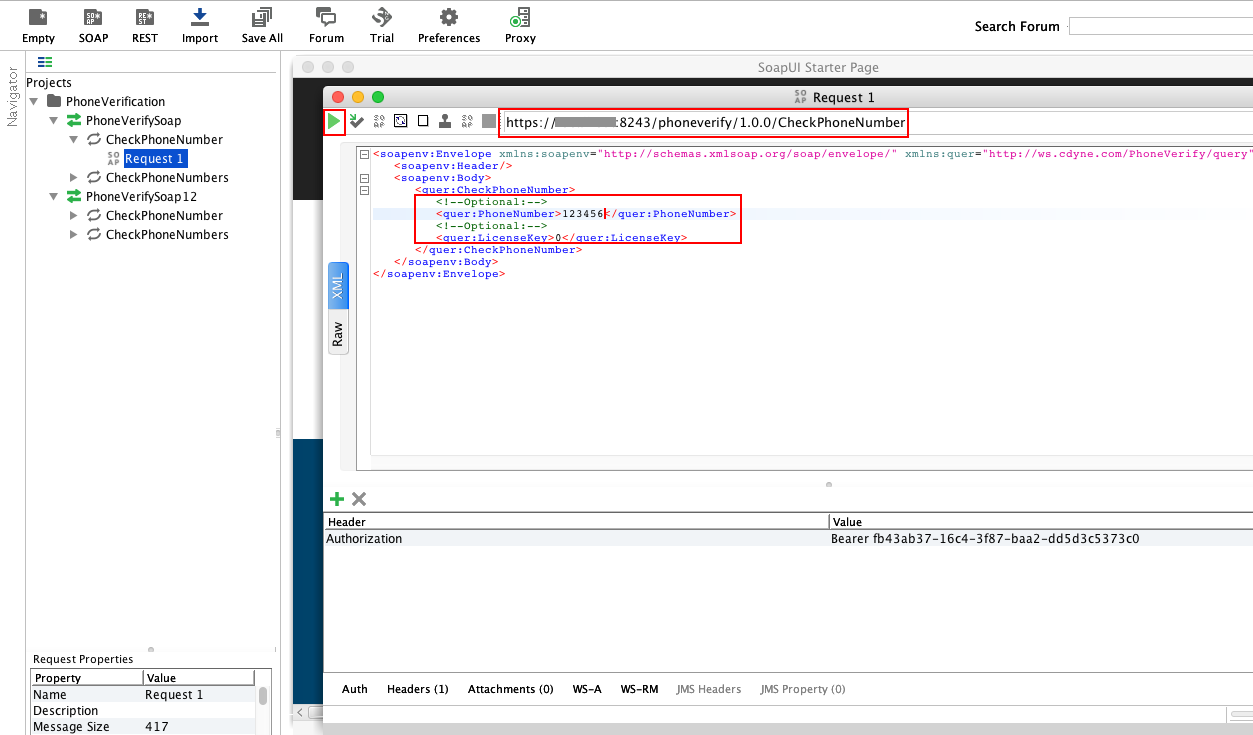 Empty SOAP REST Import Save All Forum Trial Preferences Proxy Search Forum
Navigator
Projects
PhoneVerification
PhoneVerifySoap
CheckPhoneNumber
Request 1
CheckPhoneNumbers
PhoneVerifySoap12
CheckPhoneNumber
CheckPhoneNumbers
Request Properties
Property Value
Name Request 1
Description
Message Size 417
SoapUI Starter Page
Request 1
https:// :8243/phoneverify/1.0.0/CheckPhoneNumber
XML
Raw
<soapenv:Envelope xmlns:soapenv="http://schemas.xmlsoap.org/soap/envelope/" xmlns:quer="http://ws.cdyne.com/PhoneVerify/query"
<soapenv:Header/>
<soapenv:Body>
<quer:CheckPhoneNumber>
<!--Optional:-->
<quer:PhoneNumber>123456</quer:PhoneNumber>
<!--Optional:-->
<quer:LicenseKey>0</quer:LicenseKey>
</quer:CheckPhoneNumber>
</soapenv:Body>
</soapenv:Envelope>
Header Value
Authorization Bearer fb43ab37-16c4-3f87-baa2-dd5d3c5373c0
Auth Headers (1) Attachments (0) WS-A WS-RM JMS Headers JMS Property (0)